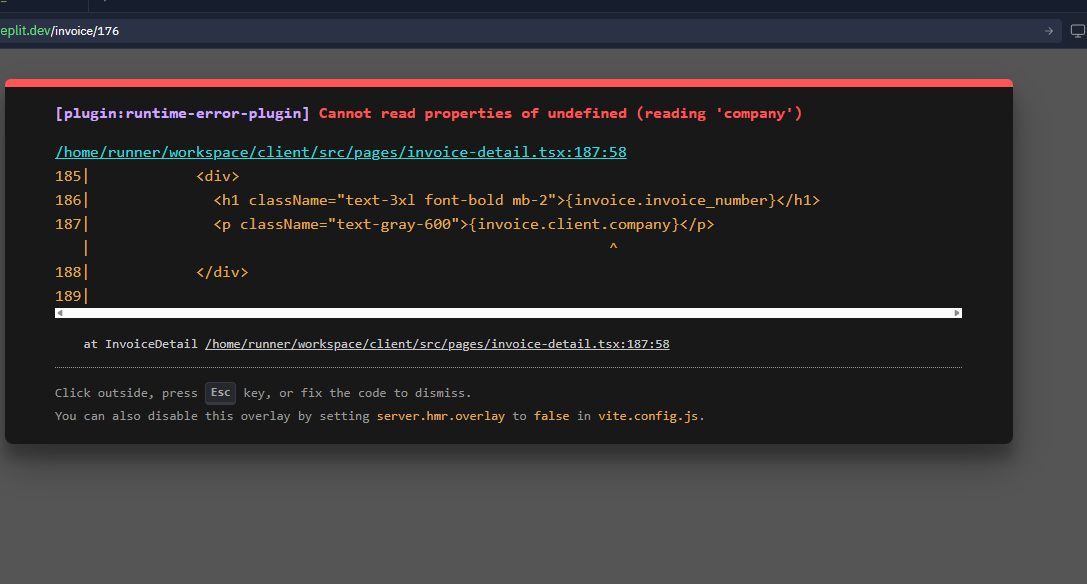 eplit.dev/invoice/176
[plugin:runtime-error-plugin] Cannot read properties of undefined (reading 'company')
/home/runner/workspace/client/src/pages/invoice-detail.tsx:187:58
185|            <div>
186|              <h1 className="text-3xl font-bold mb-2">{invoice.invoice_number}</h1>
187|              <p className="text-gray-600">{invoice.client.company}</p>
   |                                                           ^
188|            </div>
189|
at InvoiceDetail /home/runner/workspace/client/src/pages/invoice-detail.tsx:187:58
Click outside, press Esc key, or fix the code to dismiss.
You can also disable this overlay by setting server.hmr.overlay to false in vite.config.js.